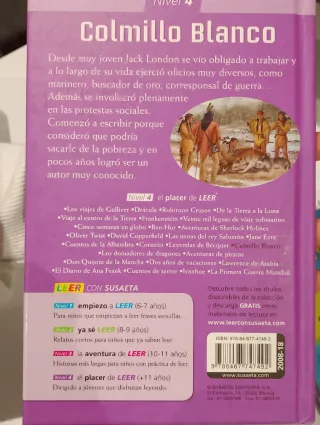 Nivel 4
Colmillo Blanco
Desde muy joven Jack London se vio obligado a trabajar y
a lo largo de su vida ejerció oficios muy diversos, como
marinero, buscador de oro, corresponsal de guerra...
Además se involucró plenamente
en las protestas sociales.
Comenzó a escribir porque
consideró que podría
sacarle de la pobreza y en
pocos años logró ser un
autor muy conocido.
Nivel 4 el placer de LEER
•Los viajes de Gulliver •Drácula •Robinson Crusoe •De la Tierra a la Luna
•Viaje al centro de la Tierra •Frankenstein •Veinte mil leguas de viaje submarino
•Cinco semanas en globo •Ben-Hur •Aventuras de Sherlock Holmes
•Oliver Twist •David Copperfield •Las minas del rey Salomón •Jane Eyre
•Cuentos de la Alhambra •Corazón •Leyendas de Bécquer •Colmillo Blanco
•Los domadores de dragones •Aventuras de piratas
•Don Quijote de la Mancha •Dos años de vacaciones •Lawrence de Arabia
•El Diario de Ana Frank •Cuentos de terror •Ivanhoe •La Primera Guerra Mundial
LEER CON SUSAETA
Nivel 1 empiezo a LEER (6-7 años)
Para niños que empiezan a leer frases sencillas.
Nivel 2 ya sé LEER (8-9 años)
Relatos cortos para niños que ya saben leer.
Nivel 3 la aventura de LEER (10-11 años)
Historias más largas para niños con práctica de leer.
Nivel 4 el placer de LEER (+11 años)
Dirigido a jóvenes que disfrutan leyendo.
Descubre todos los títulos
disponibles de la colección
y descarga GRATIS otros
materiales de lectura en
www.leerconsusaeta.com
ISBN 978-84-677-4749-2
9 788467 747492
www.susaeta.com
2008-18